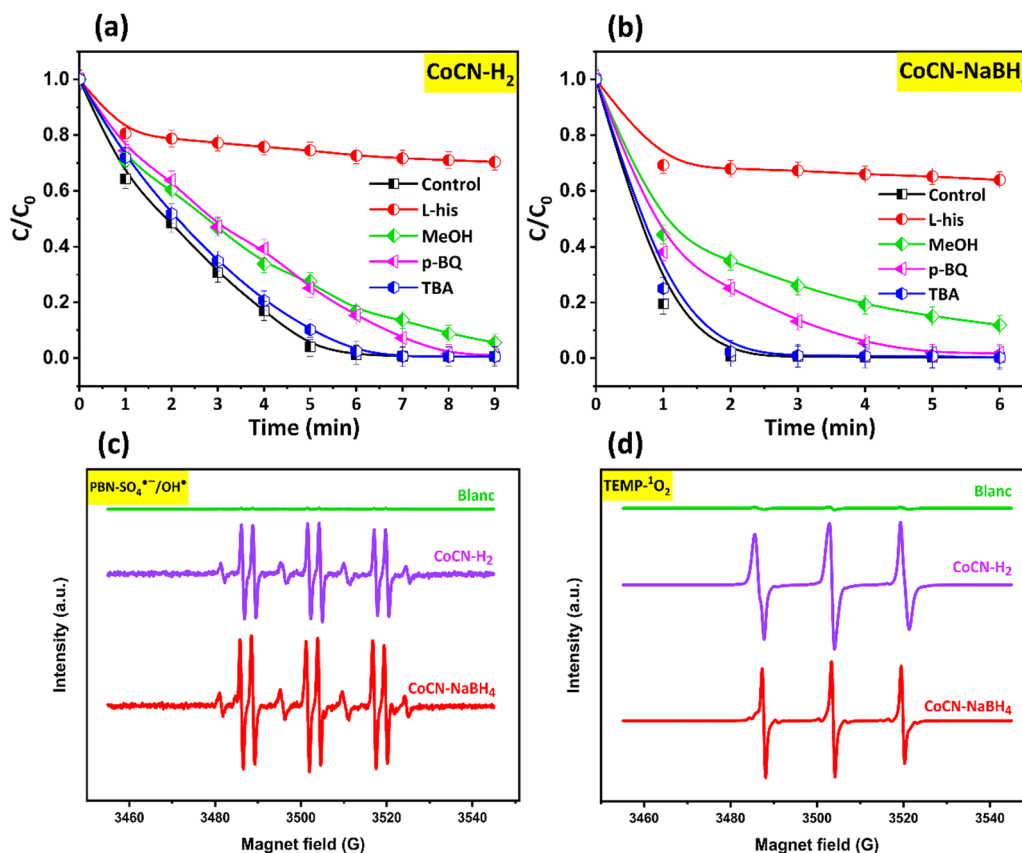 (a)
CoCN-H₂
C/C₀
1.0
0.8
0.6
0.4
0.2
0.0
Control
L-his
MeOH
p-BQ
TBA
0 1 2 3 4 5 6 7 8 9
Time (min)
(b)
CoCN-NaBH
C/C₀
1.0
0.8
0.6
0.4
0.2
0.0
Control
L-his
MeOH
p-BQ
TBA
0 1 2 3 4 5 6
Time (min)
(c)
PBN-SO₄•⁻/OH•
Blanc
CoCN-H₂
CoCN-NaBH₄
Intensity (a.u.)
3460 3480 3500 3520 3540
Magnet field (G)
(d)
TEMP-¹O₂
Blanc
CoCN-H₂
CoCN-NaBH₄
Intensity (a.u.)
3460 3480 3500 3520 3540
Magnet field (G)